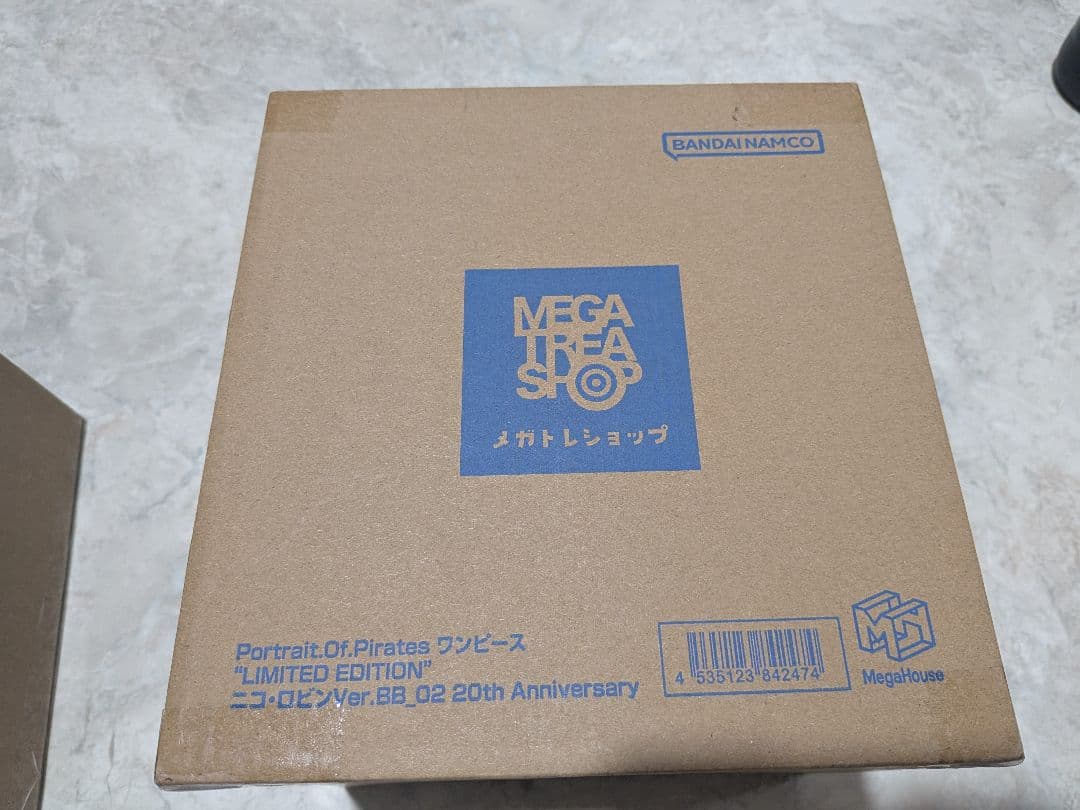 BANDAI NAMCO
MEGA
TREA
SHOP
メガトレショップ
Portrait.Of.Pirates ワンピース
"LIMITED EDITION"
ニコ・ロビンVer.BB_02 20th Anniversary
4 535123 842474
MegaHouse